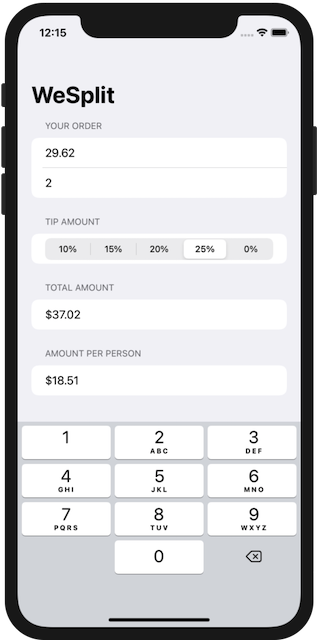 12:15
WeSplit
YOUR ORDER
29.62
2
TIP AMOUNT
10% 15% 20% 25% 0%
TOTAL AMOUNT
$37.02
AMOUNT PER PERSON
$18.51
1 2 3
ABC DEF
4 5 6
GHI JKL MNO
7 8 9
PQRS TUV WXYZ
0